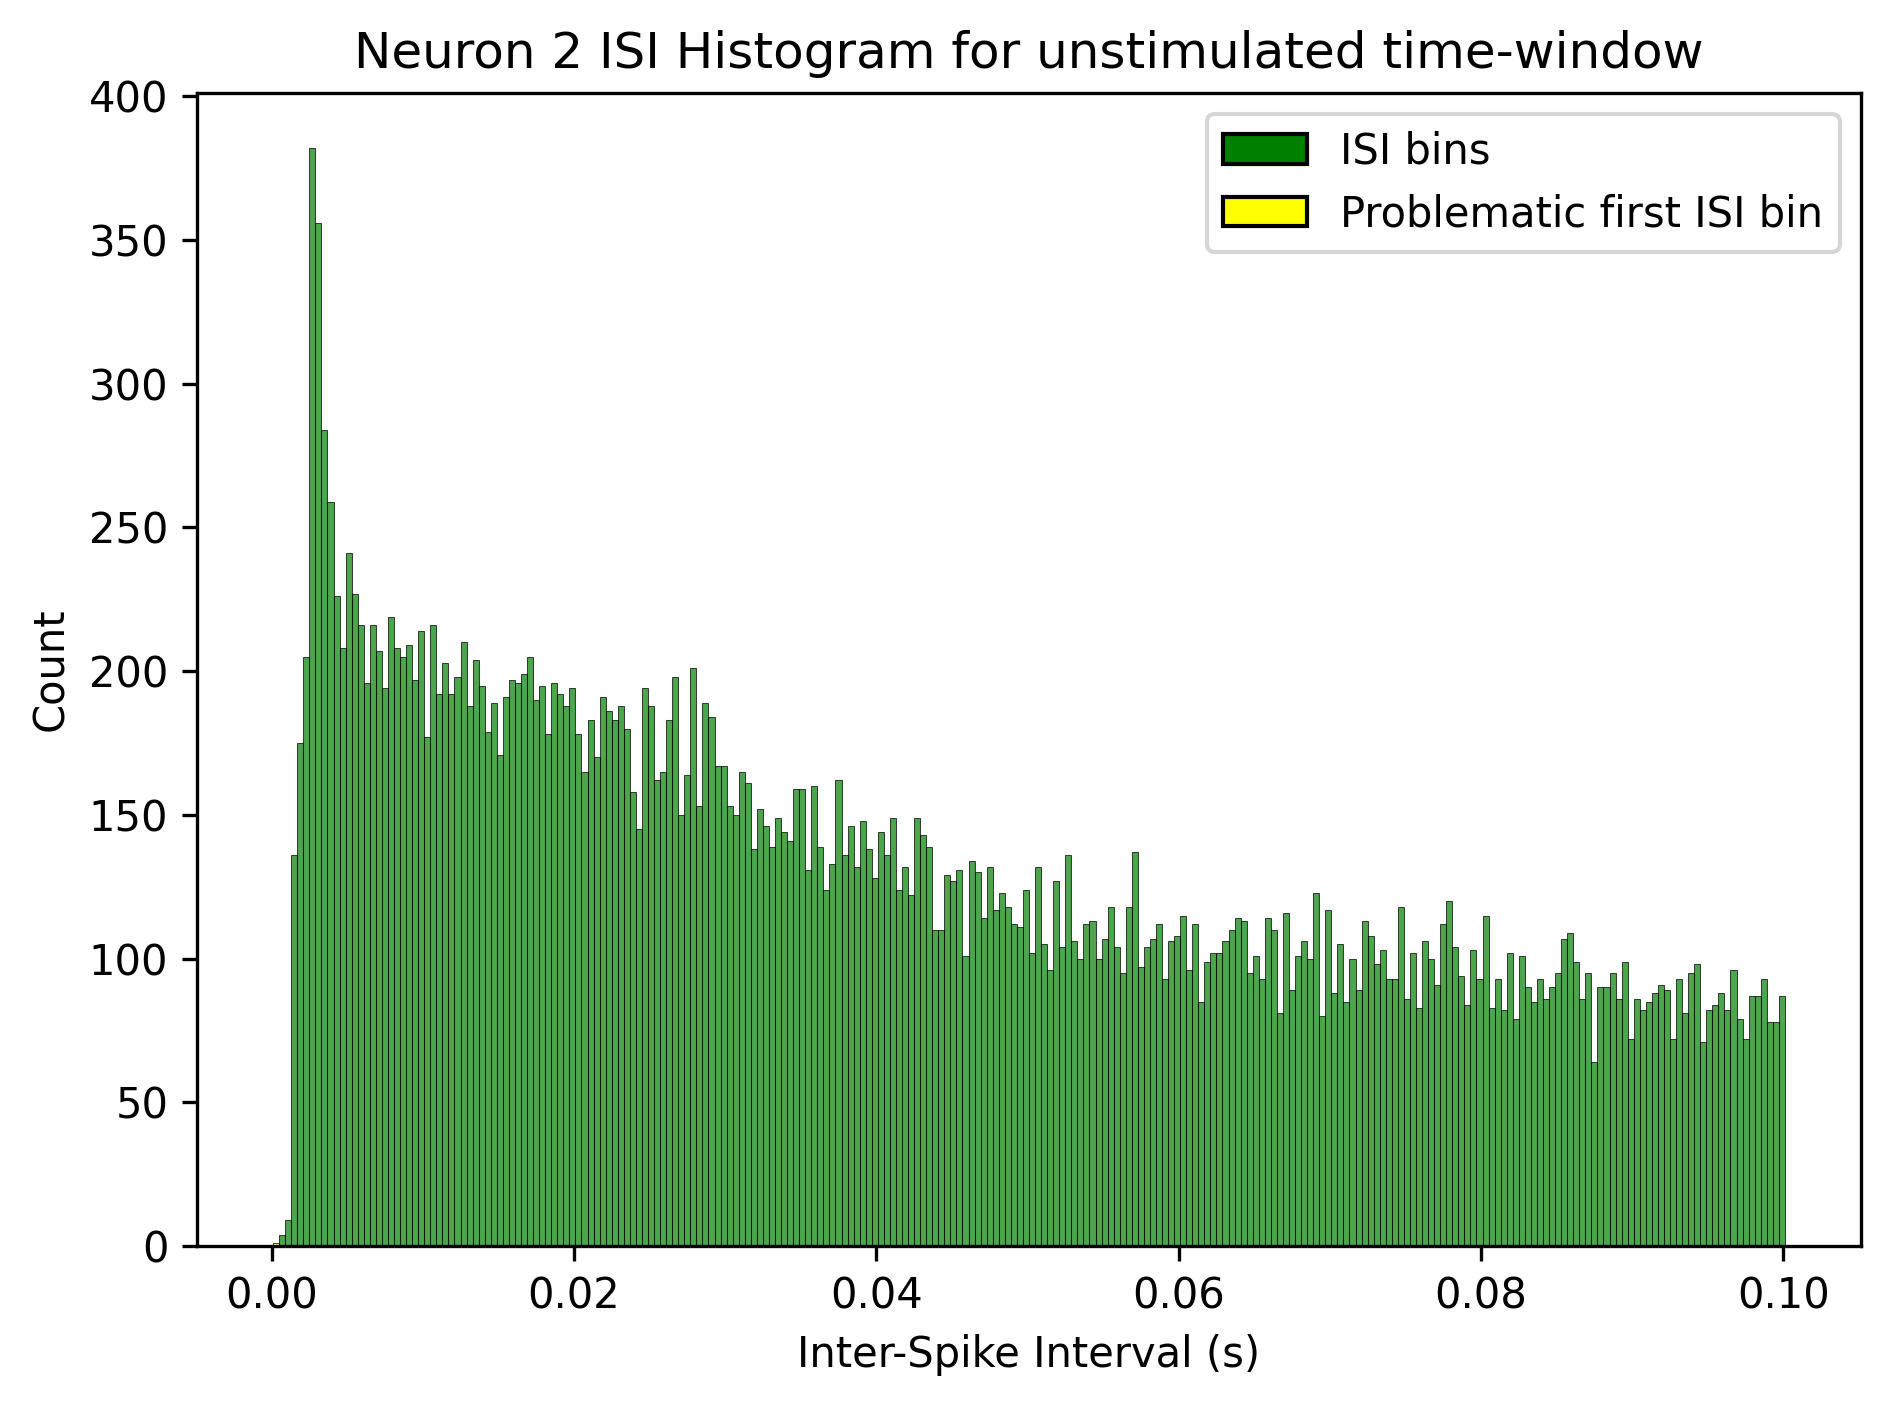 Neuron 2 ISI Histogram for unstimulated time-window
400
350
300
250
200
150
100
50
0
Count
ISI bins
Problematic first ISI bin
0.00 0.02 0.04 0.06 0.08 0.10
Inter-Spike Interval (s)